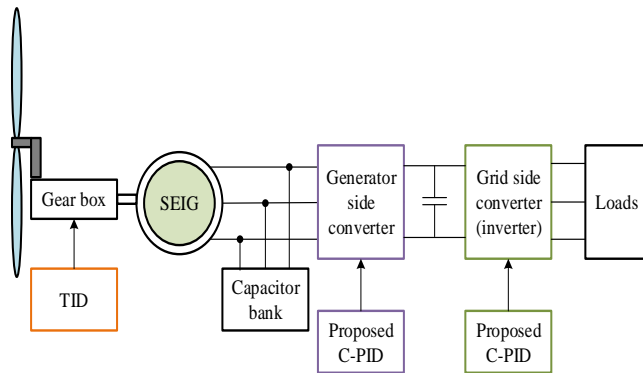 Gear box
SEIG
Generator
side
converter
Grid side
converter
(inverter)
Loads
TID
Capacitor
bank
Proposed
C-PID
Proposed
C-PID